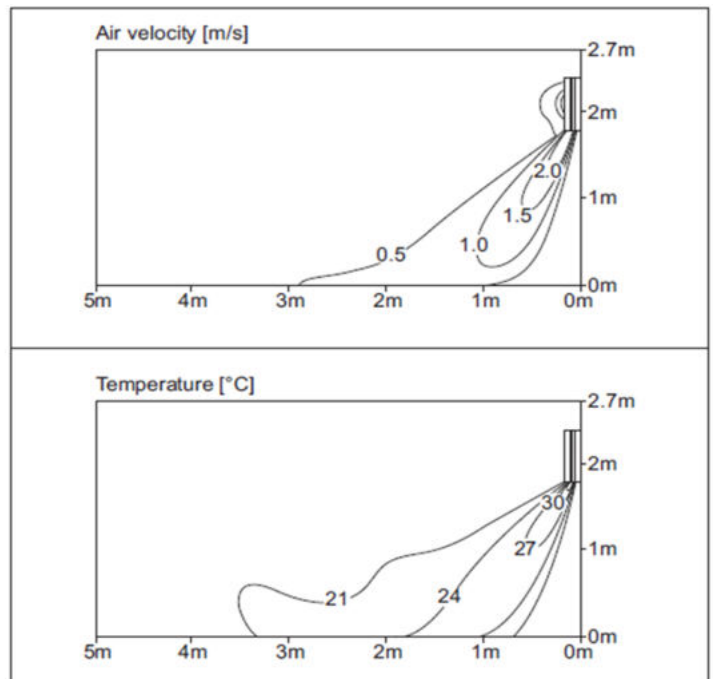 Air velocity [m/s]
2.7m
2m
2.0
1.5
1m
1.0
0.5
0m
5m 4m 3m 2m 1m 0m
Temperature [°C]
2.7m
2m
30
27
1m
24
21
0m
5m 4m 3m 2m 1m 0m